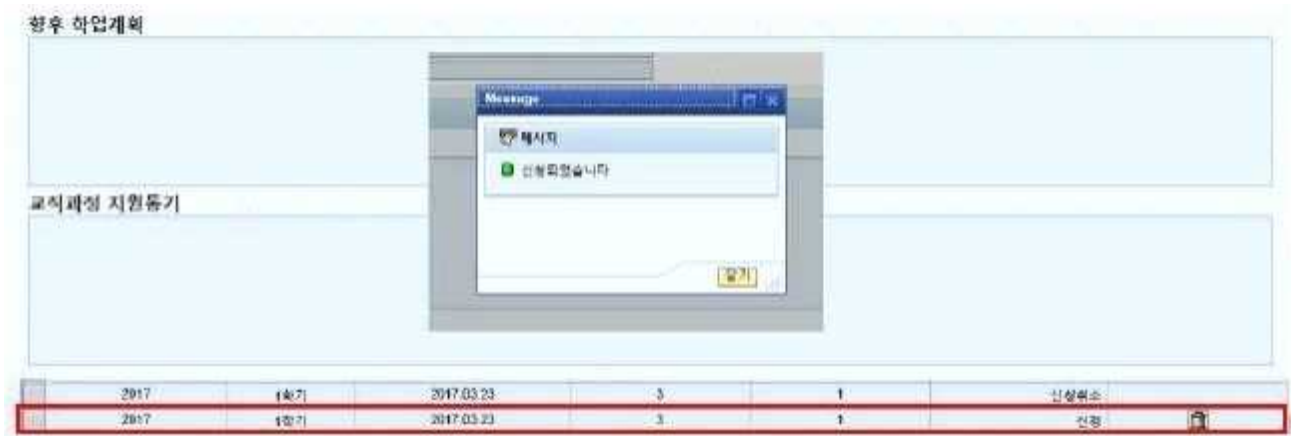 향후 학업계획
Message
메시지
신청되었습니다
닫기
교직과정 지원동기
2017 1학기 2017.03.23 3 1 신청취소
2017 1학기 2017.03.23 3 1 신청